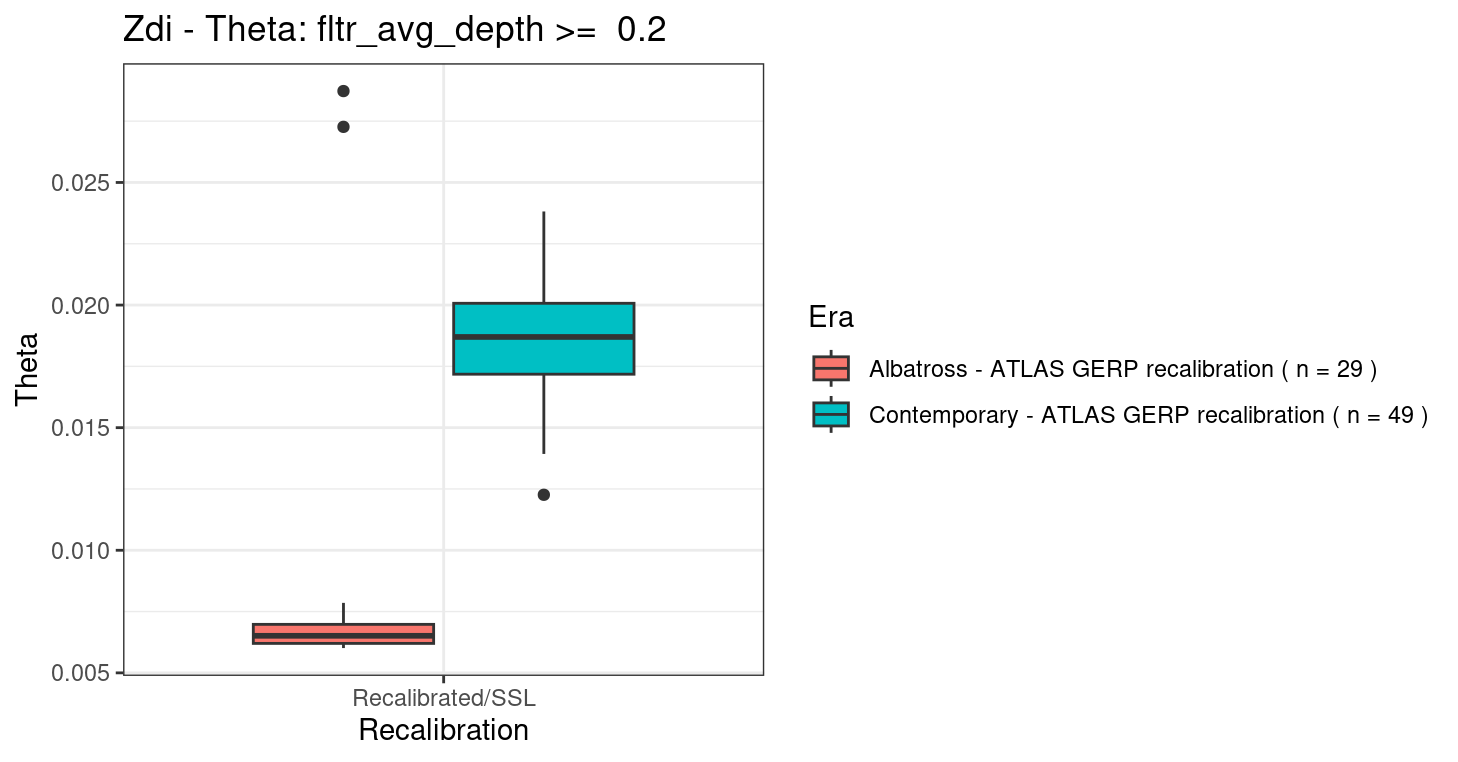 Zdi - Theta: fltr_avg_depth >=  0.2
Theta
0.025
0.020
0.015
0.010
0.005
Recalibrated/SSL
Recalibration
Era
Albatross - ATLAS GERP recalibration ( n = 29 )
Contemporary - ATLAS GERP recalibration ( n = 49 )